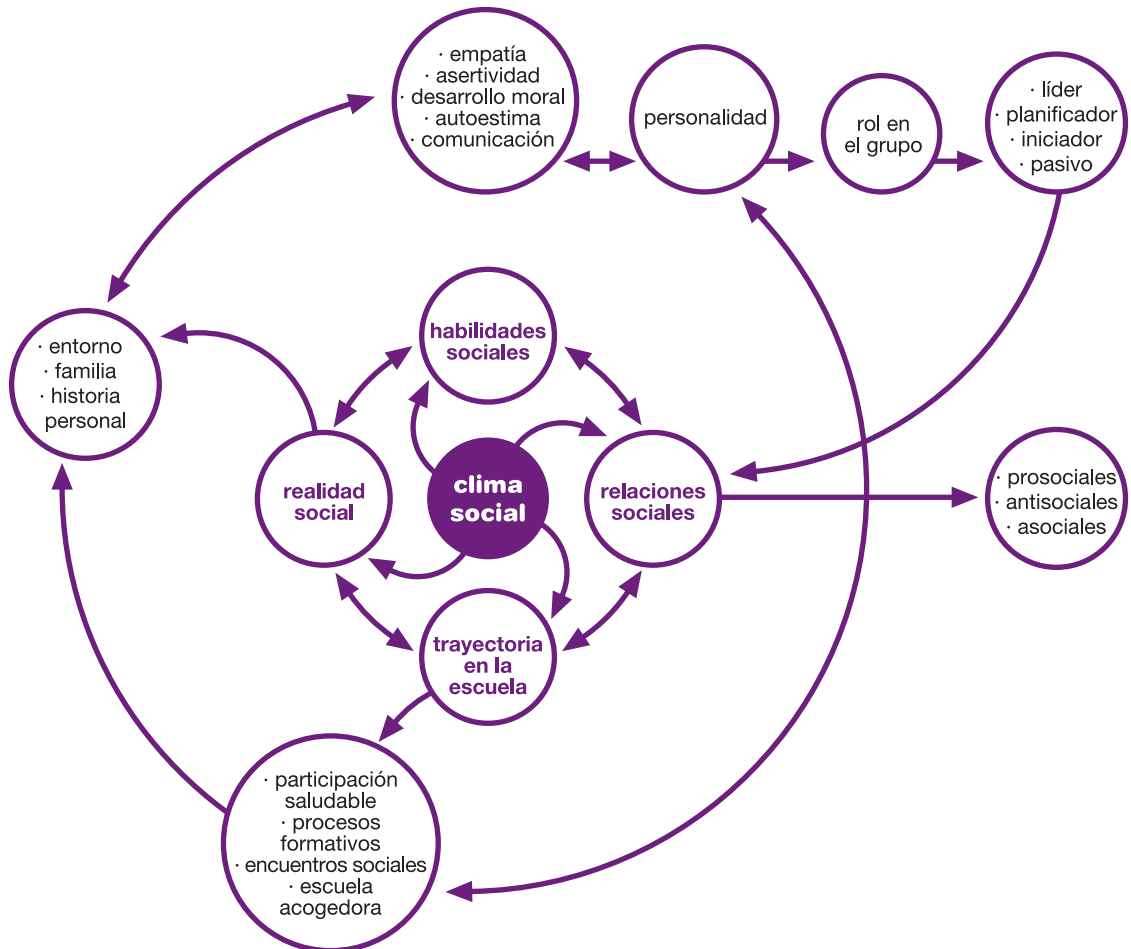 · empatía
· asertividad
· desarrollo moral
· autoestima
· comunicación
personalidad
rol en
el grupo
· líder
· planificador
· iniciador
· pasivo
· entorno
· familia
· historia
personal
habilidades
sociales
realidad
social
clima
social
relaciones
sociales
· prosociales
· antisociales
· asociales
trayectoria
en la
escuela
· participación
saludable
· procesos
formativos
· encuentros sociales
· escuela
acogedora